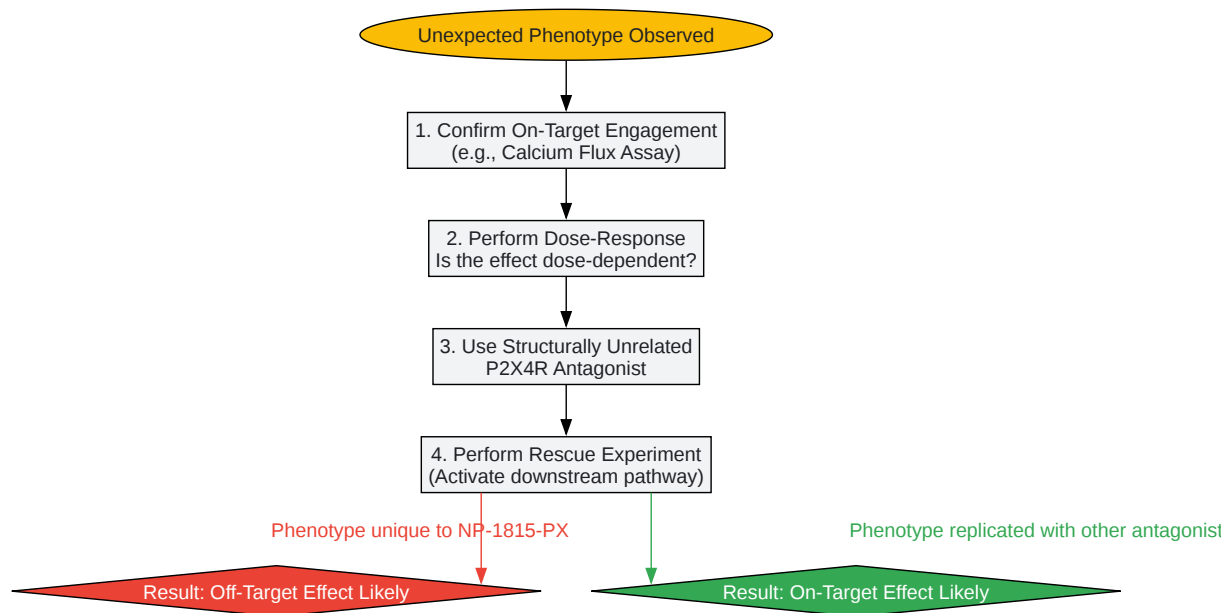 Unexpected Phenotype Observed
1. Confirm On-Target Engagement
(e.g., Calcium Flux Assay)
2. Perform Dose-Response
Is the effect dose-dependent?
3. Use Structurally Unrelated
P2X4R Antagonist
4. Perform Rescue Experiment
(Activate downstream pathway)
Phenotype unique to NP-1815-PX
Phenotype replicated with other antagonist
Result: Off-Target Effect Likely
Result: On-Target Effect Likely